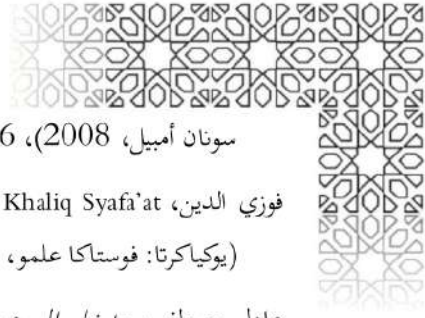 سونان أمبيل، 2008)، 6
فوزي الدين، Khaliq Syafa'at
(يوكياكرتا: فوستاكا علمو،